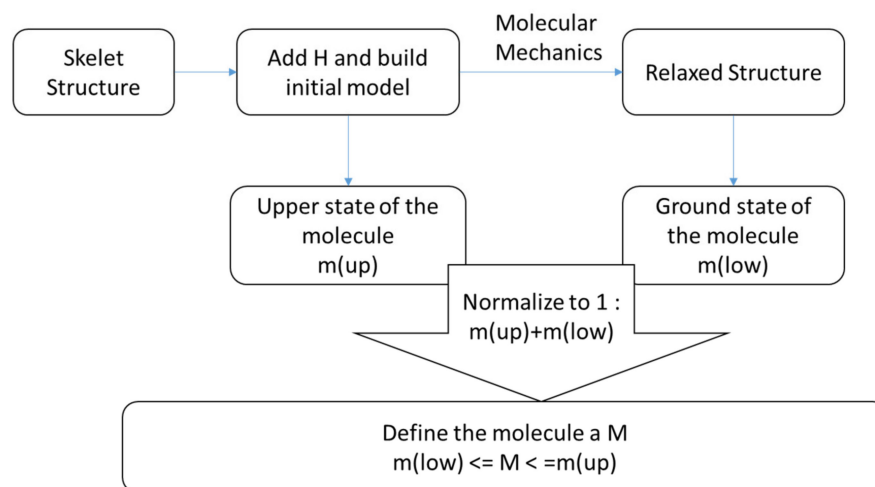 Skelet
Structure
Add H and build
initial model
Molecular
Mechanics
Relaxed Structure
Upper state of the
molecule
m(up)
Ground state of
the molecule
m(low)
Normalize to 1 :
m(up)+m(low)
Define the molecule a M
m(low) <= M < =m(up)